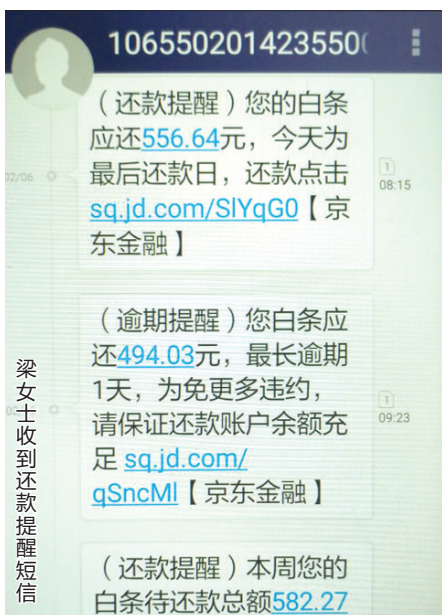 106550201423550
（还款提醒）您的白条
应还556.64元，今天为
最后还款日，还款点击
sq.jd.com/SlYqG0【京
东金融】
02/06
1
08:15
（逾期提醒）您白条应
还494.03元，最长逾期
1天，为免更多违约，
请保证还款账户余额充
足 sq.jd.com/
qSncMl【京东金融】
02
1
09:23
（还款提醒）本周您的
白条待还款总额582.27
梁女士收到还款提醒短信